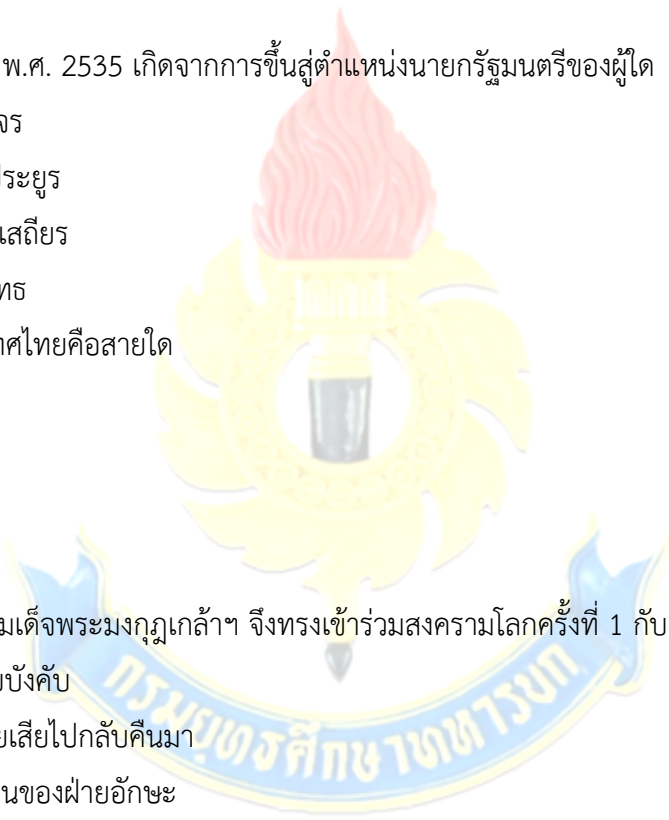 พ.ศ. 2535 เกิดจากการขึ้นสู่ตำแหน่งนายกรัฐมนตรีของผู้ใด
จร
ประยูร
เสถียร
ทธ
ทศไทยคือสายใด
มเด็จพระมงกุฎเกล้าฯ จึงทรงเข้าร่วมสงครามโลกครั้งที่ 1 กับ
บบังคับ
ยเสียไปกลับคืนมา
นของฝ่ายอักษะ
กรมยุทธศึกษาทหารบก